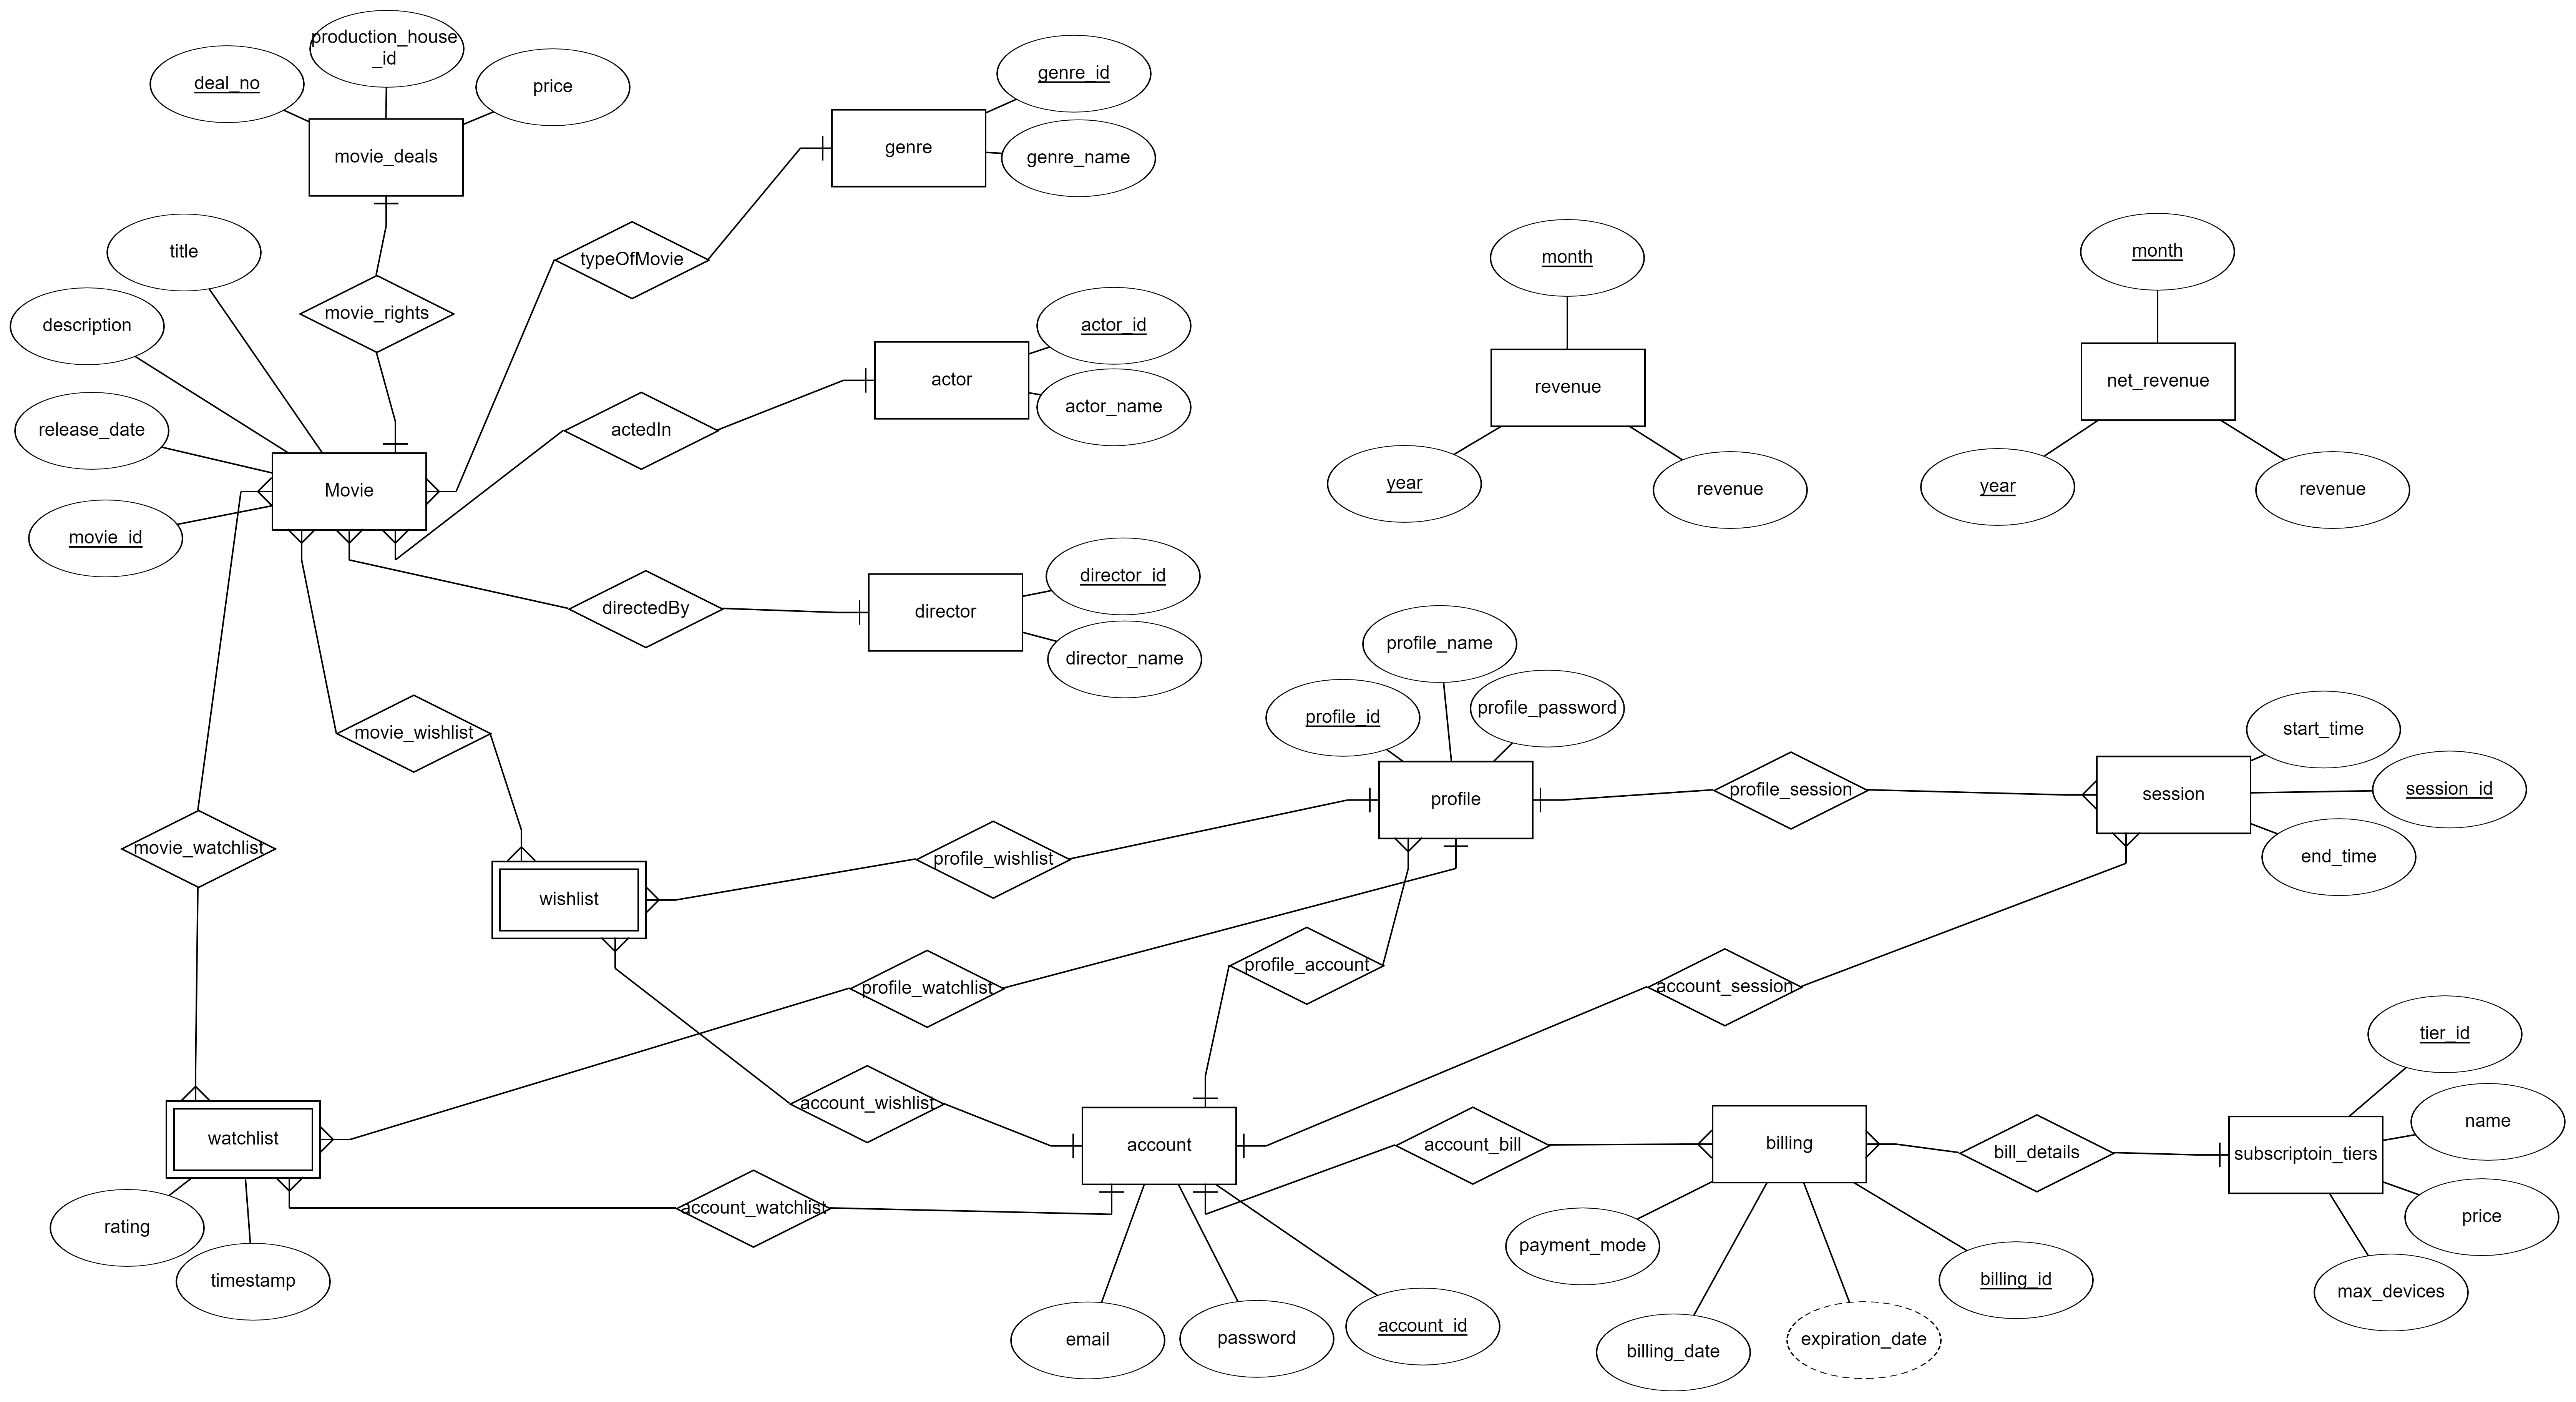 production_house
_id
deal_no
price
movie_deals
genre_id
genre
genre_name
title
typeOfMovie
month
month
movie_rights
description
actor_id
actor
actor_name
revenue
net_revenue
release_date
actedIn
Movie
year
revenue
year
revenue
movie_id
director_id
directedBy
director
director_name
profile_name
profile_id
profile_password
start_time
movie_wishlist
profile_session
session
session_id
profile
movie_watchlist
profile_wishlist
end_time
wishlist
profile_account
profile_watchlist
account_session
tier_id
account_wishlist
name
watchlist
account
account_bill
billing
bill_details
subscriptoin_tiers
rating
account_watchlist
price
payment_mode
timestamp
billing_id
max_devices
email
password
account_id
billing_date
expiration_date